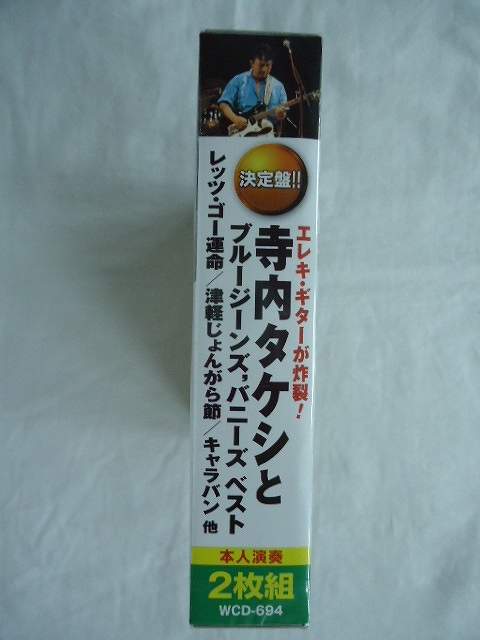 決定盤!!
エレキ・ギターが炸裂!
寺内タケシと
ブルージーンズ,バニーズ ベスト
レッツ・ゴー運命/津軽じょんがら節/キャラバン 他
本人演奏
2枚組
WCD-694